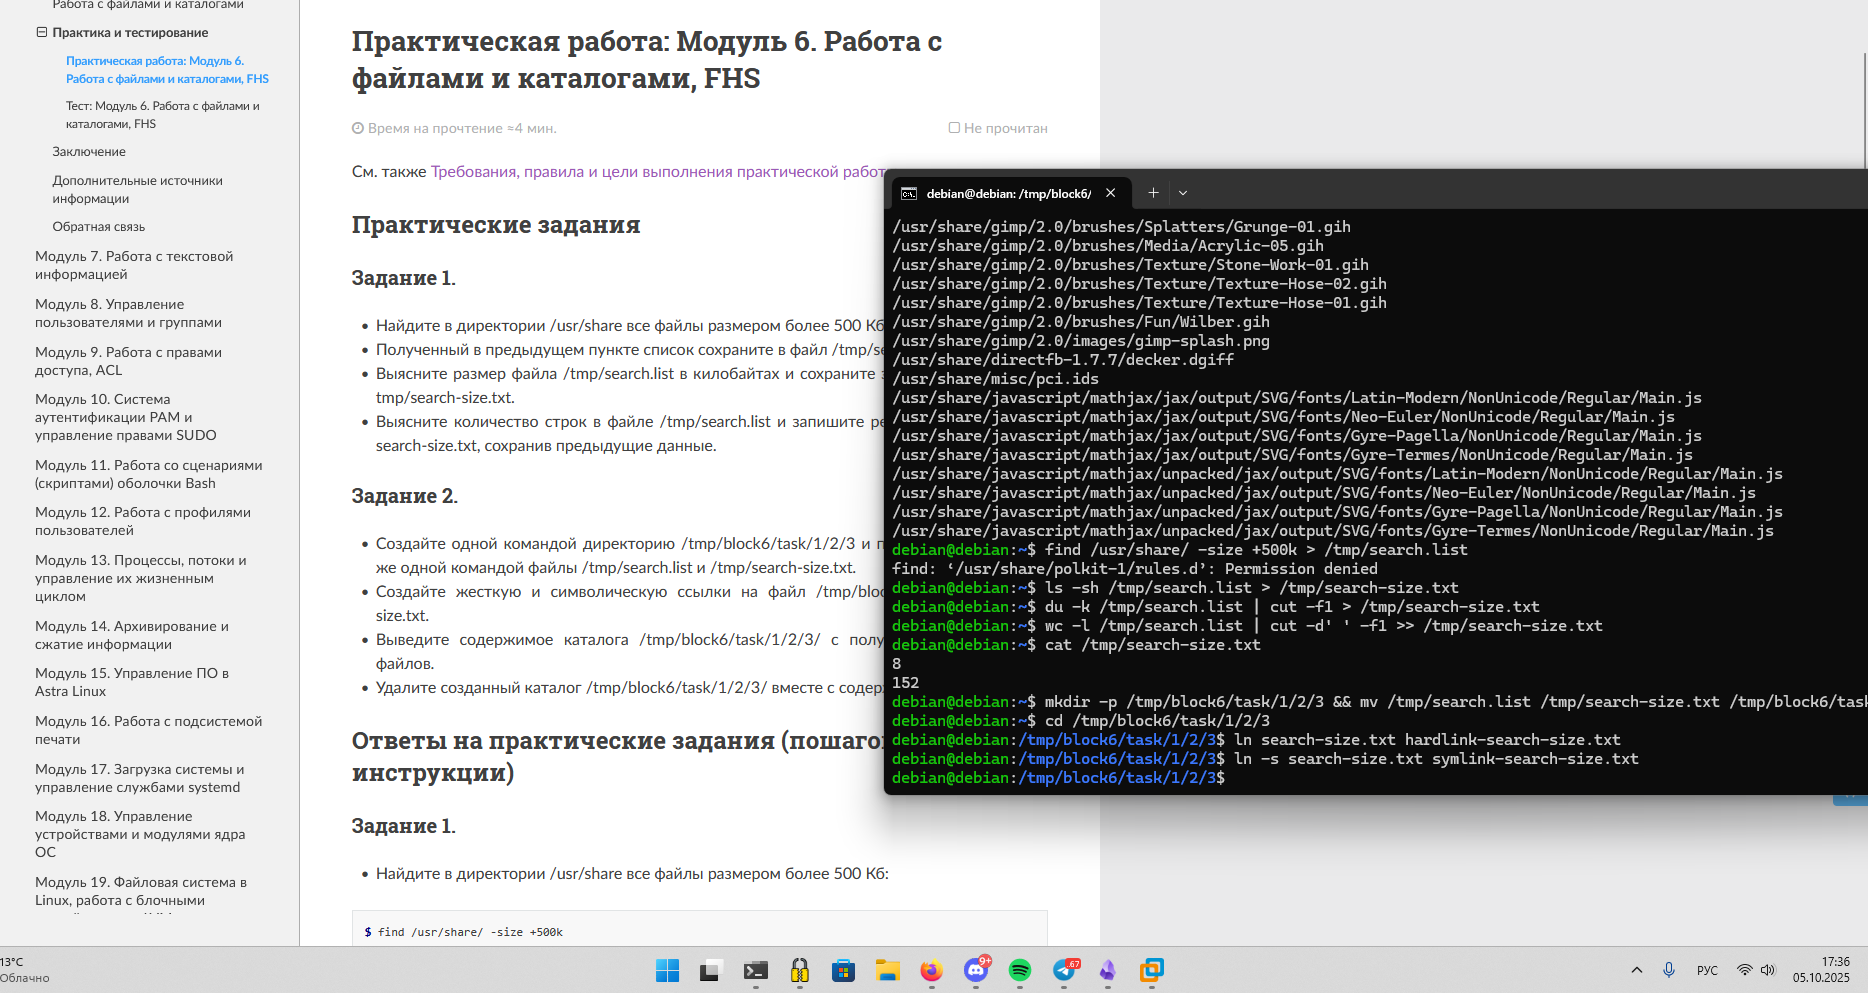 Работа с файлами и каталогами
Практика и тестирование
Практическая работа: Модуль 6.
Работа с файлами и каталогами, FHS
Тест: Модуль 6. Работа с файлами и
каталогами, FHS
Заключение
Дополнительные источники
информации
Обратная связь
Модуль 7. Работа с текстовой
информацией
Модуль 8. Управление
пользователями и группами
Модуль 9. Работа с правами
доступа, ACL
Модуль 10. Система
аутентификации PAM и
управление правами SUDO
Модуль 11. Работа со сценариями
(скриптами) оболочки Bash
Модуль 12. Работа с профилями
пользователей
Модуль 13. Процессы, потоки и
управление их жизненным
циклом
Модуль 14. Архивирование и
сжатие информации
Модуль 15. Управление ПО в
Astra Linux
Модуль 16. Работа с подсистемой
печати
Модуль 17. Загрузка системы и
управление службами systemd
Модуль 18. Управление
устройствами и модулями ядра
ОС
Модуль 19. Файловая система в
Linux, работа с блочными
Практическая работа: Модуль 6. Работа с
файлами и каталогами, FHS
Время на прочтение ≈4 мин.
Не прочитан
См. также Требования, правила и цели выполнения практической работ
Практические задания
Задание 1.
• Найдите в директории /usr/share все файлы размером более 500 Кб
• Полученный в предыдущем пункте список сохраните в файл /tmp/se
• Выясните размер файла /tmp/search.list в килобайтах и сохраните
tmp/search-size.txt.
• Выясните количество строк в файле /tmp/search.list и запишите ре
search-size.txt, сохранив предыдущие данные.
Задание 2.
• Создайте одной командой директорию /tmp/block6/task/1/2/3 и п
же одной командой файлы /tmp/search.list и /tmp/search-size.txt.
• Создайте жесткую и символическую ссылки на файл /tmp/bloc
size.txt.
• Выведите содержимое каталога /tmp/block6/task/1/2/3/ с полу
файлов.
• Удалите созданный каталог /tmp/block6/task/1/2/3/ вместе с содер
Ответы на практические задания (пошаго
инструкции)
Задание 1.
• Найдите в директории /usr/share все файлы размером более 500 Кб:
$ find /usr/share/ -size +500k
debian@debian: /tmp/block6/
/usr/share/gimp/2.0/brushes/Splatters/Grunge-01.gih
/usr/share/gimp/2.0/brushes/Media/Acrylic-05.gih
/usr/share/gimp/2.0/brushes/Texture/Stone-Work-01.gih
/usr/share/gimp/2.0/brushes/Texture/Texture-Hose-02.gih
/usr/share/gimp/2.0/brushes/Texture/Texture-Hose-01.gih
/usr/share/gimp/2.0/brushes/Fun/Wilber.gih
/usr/share/gimp/2.0/images/gimp-splash.png
/usr/share/directfb-1.7.7/decker.dgiff
/usr/share/misc/pci.ids
/usr/share/javascript/mathjax/jax/output/SVG/fonts/Latin-Modern/NonUnicode/Regular/Main.js
/usr/share/javascript/mathjax/jax/output/SVG/fonts/Neo-Euler/NonUnicode/Regular/Main.js
/usr/share/javascript/mathjax/jax/output/SVG/fonts/Gyre-Pagella/NonUnicode/Regular/Main.js
/usr/share/javascript/mathjax/jax/output/SVG/fonts/Gyre-Termes/NonUnicode/Regular/Main.js
/usr/share/javascript/mathjax/unpacked/jax/output/SVG/fonts/Latin-Modern/NonUnicode/Regular/Main.js
/usr/share/javascript/mathjax/unpacked/jax/output/SVG/fonts/Neo-Euler/NonUnicode/Regular/Main.js
/usr/share/javascript/mathjax/unpacked/jax/output/SVG/fonts/Gyre-Pagella/NonUnicode/Regular/Main.js
/usr/share/javascript/mathjax/unpacked/jax/output/SVG/fonts/Gyre-Termes/NonUnicode/Regular/Main.js
debian@debian:~$ find /usr/share/ -size +500k > /tmp/search.list
find: ‘/usr/share/polkit-1/rules.d’: Permission denied
debian@debian:~$ ls -sh /tmp/search.list > /tmp/search-size.txt
debian@debian:~$ du -k /tmp/search.list | cut -f1 > /tmp/search-size.txt
debian@debian:~$ wc -l /tmp/search.list | cut -d' ' -f1 >> /tmp/search-size.txt
debian@debian:~$ cat /tmp/search-size.txt
8
152
debian@debian:~$ mkdir -p /tmp/block6/task/1/2/3 && mv /tmp/search.list /tmp/search-size.txt /tmp/block6/task
debian@debian:~$ cd /tmp/block6/task/1/2/3
debian@debian:/tmp/block6/task/1/2/3$ ln search-size.txt hardlink-search-size.txt
debian@debian:/tmp/block6/task/1/2/3$ ln -s search-size.txt symlink-search-size.txt
debian@debian:/tmp/block6/task/1/2/3$
13°C
Облачно
9+
67
РУС
17:36
05.10.2025